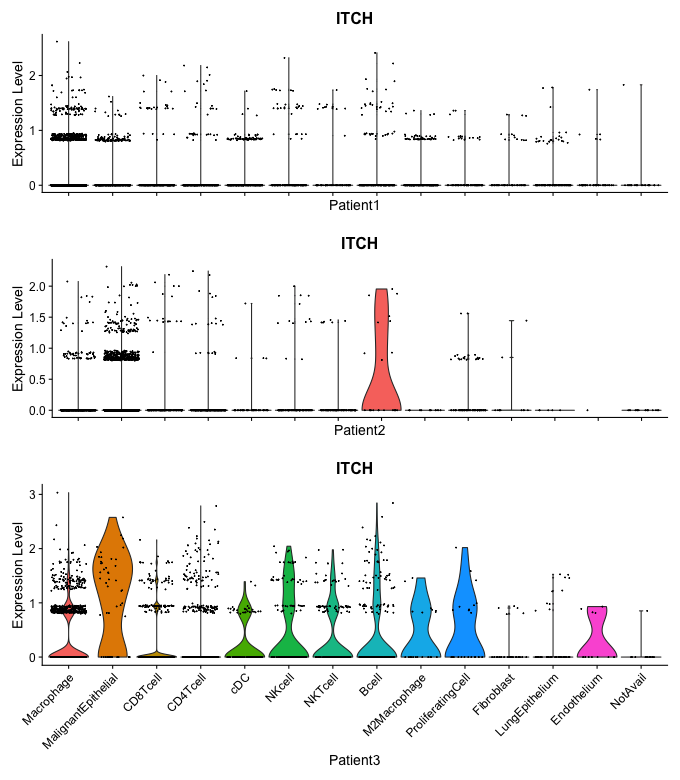 ITCH
Expression Level
2
1
0
Patient1
ITCH
Expression Level
2.0
1.5
1.0
0.5
0.0
Patient2
ITCH
Expression Level
3
2
1
0
Macrophage
MalignantEpithelial
CD8Tcell
CD4Tcell
cDC
NKcell
NKTcell
Bcell
M2Macrophage
ProliferatingCell
Fibroblast
LungEpithelium
Endothelium
NotAvail
Patient3